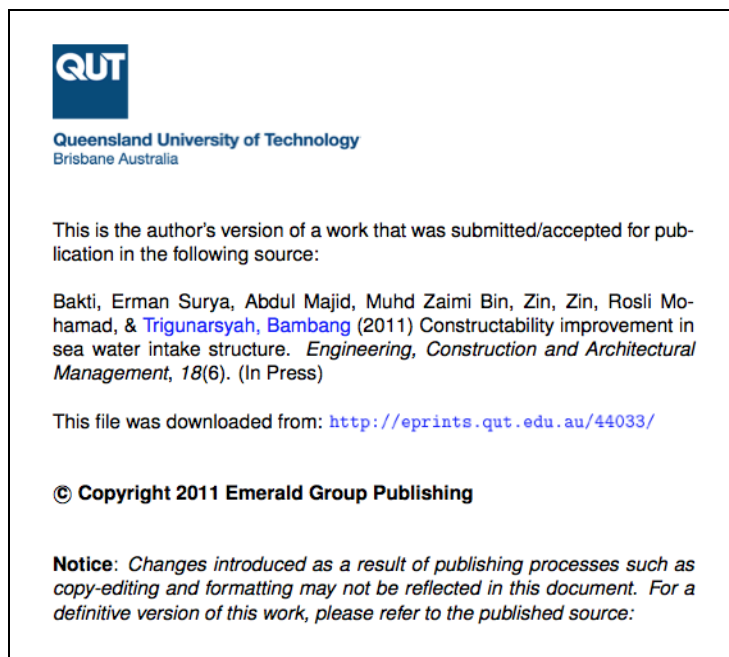 QUT
Queensland University of Technology
Brisbane Australia
This is the author's version of a work that was submitted/accepted for pub-
lication in the following source:
Bakti, Erman Surya, Abdul Majid, Muhd Zaimi Bin, Zin, Zin, Rosli Mo-
hamad, & Trigunarsyah, Bambang (2011) Constructability improvement in
sea water intake structure. Engineering, Construction and Architectural
Management, 18(6). (In Press)
This file was downloaded from: http://eprints.qut.edu.au/44033/
© Copyright 2011 Emerald Group Publishing
Notice: Changes introduced as a result of publishing processes such as
copy-editing and formatting may not be reflected in this document. For a
definitive version of this work, please refer to the published source: